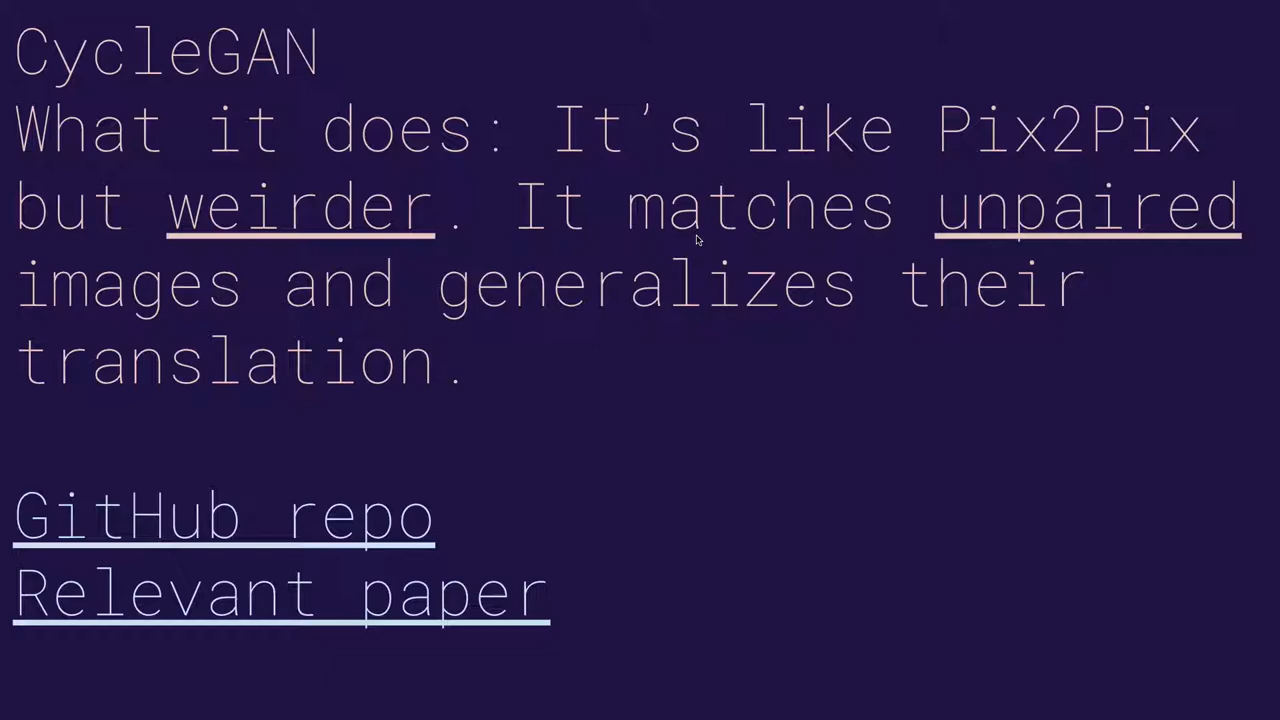 CycleGAN
What it does: It's like Pix2Pix
but weirder. It matches unpaired
images and generalizes their
translation.
GitHub repo
Relevant paper